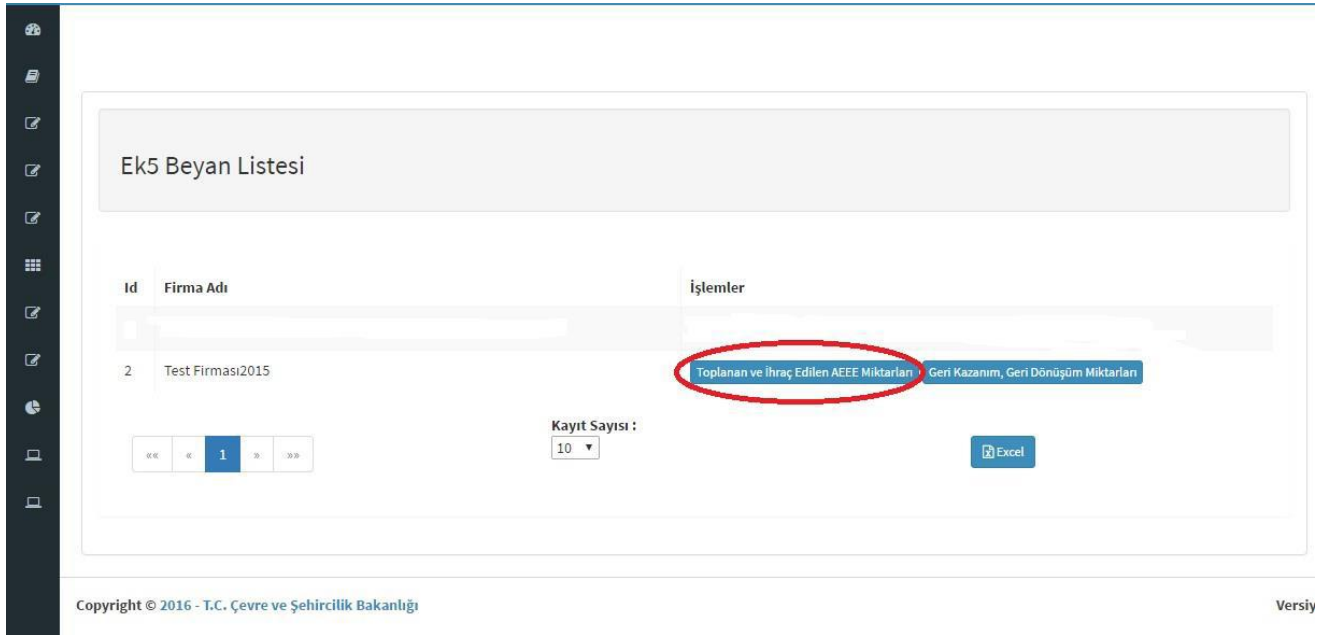 Ek5 Beyan Listesi
Id Firma Adı İşlemler
2 Test Firması2015 Toplanan ve İhraç Edilen AEEE Miktarları Geri Kazanım, Geri Dönüşüm Miktarları
Kayıt Sayısı :
«« « 1 » »» 10 Excel
Copyright © 2016 - T.C. Çevre ve Şehircilik Bakanlığı Versiy